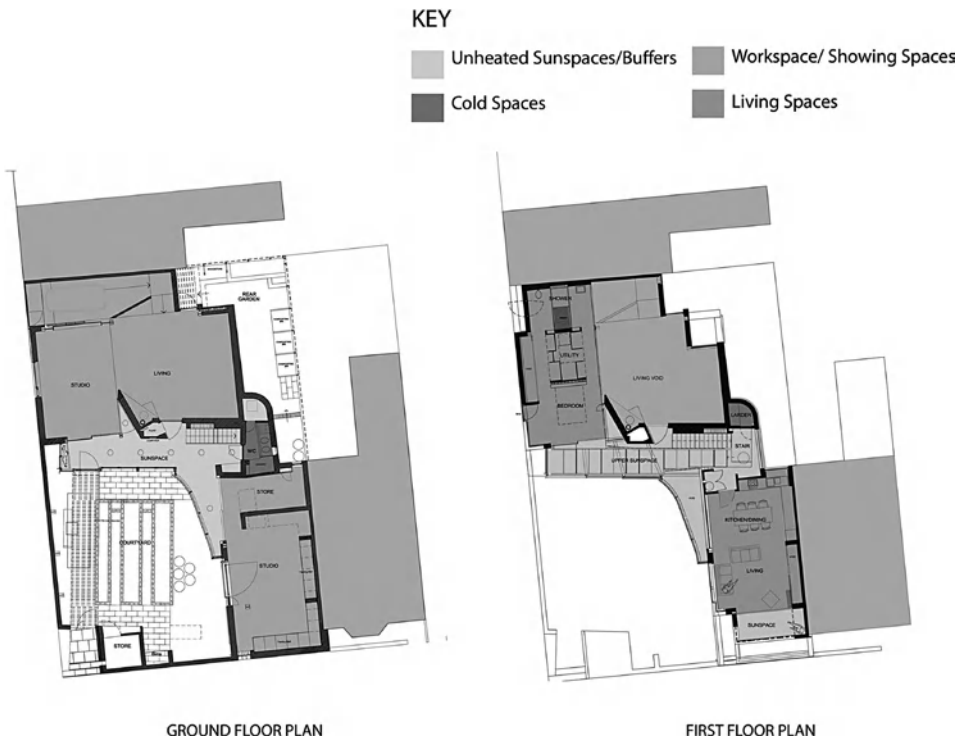 KEY
Unheated Sunspaces/Buffers
Workspace/ Showing Spaces
Cold Spaces
Living Spaces
REAR
GARDEN
STUDIO
LIVING
WC
SUNSPACE
STORE
COURTYARD
STUDIO
STORE
GROUND FLOOR PLAN
SHOWER
UTILITY
LIVING VOID
BEDROOM
LARDER
STAIR
UPPER SUNSPACE
KITCHEN/DINING
LIVING
SUNSPACE
FIRST FLOOR PLAN